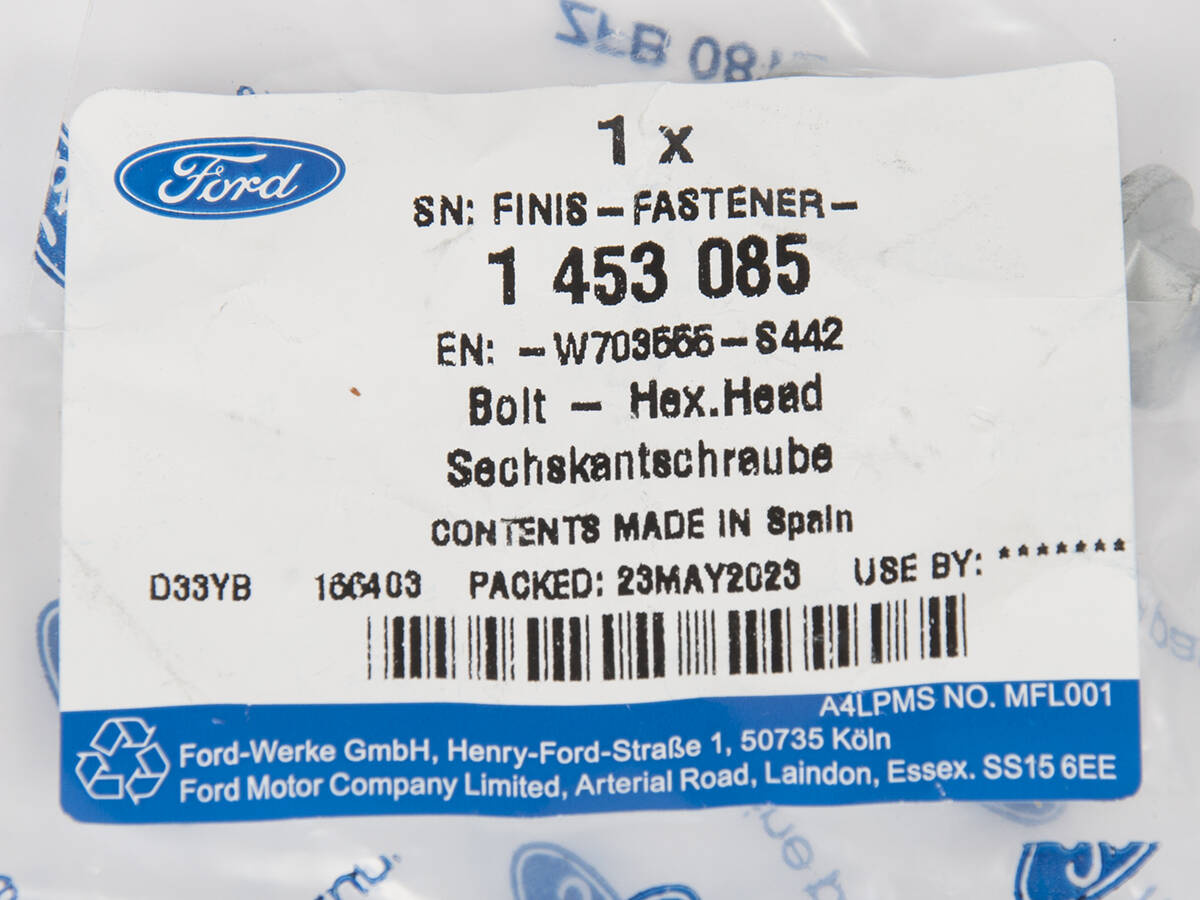 1 x
Ford
SN: FINIS-FASTENER-
1 453 085
EN: -W703555-S442
Bolt - Hex.Head
Sechskantschraube
CONTENTS MADE IN Spain
D33YB 166403 PACKED: 23MAY2023 USE BY: *******
A4LPMS NO. MFL001
Ford-Werke GmbH, Henry-Ford-Straße 1, 50735 Köln
Ford Motor Company Limited, Arterial Road, Laindon, Essex. SS15 6EE